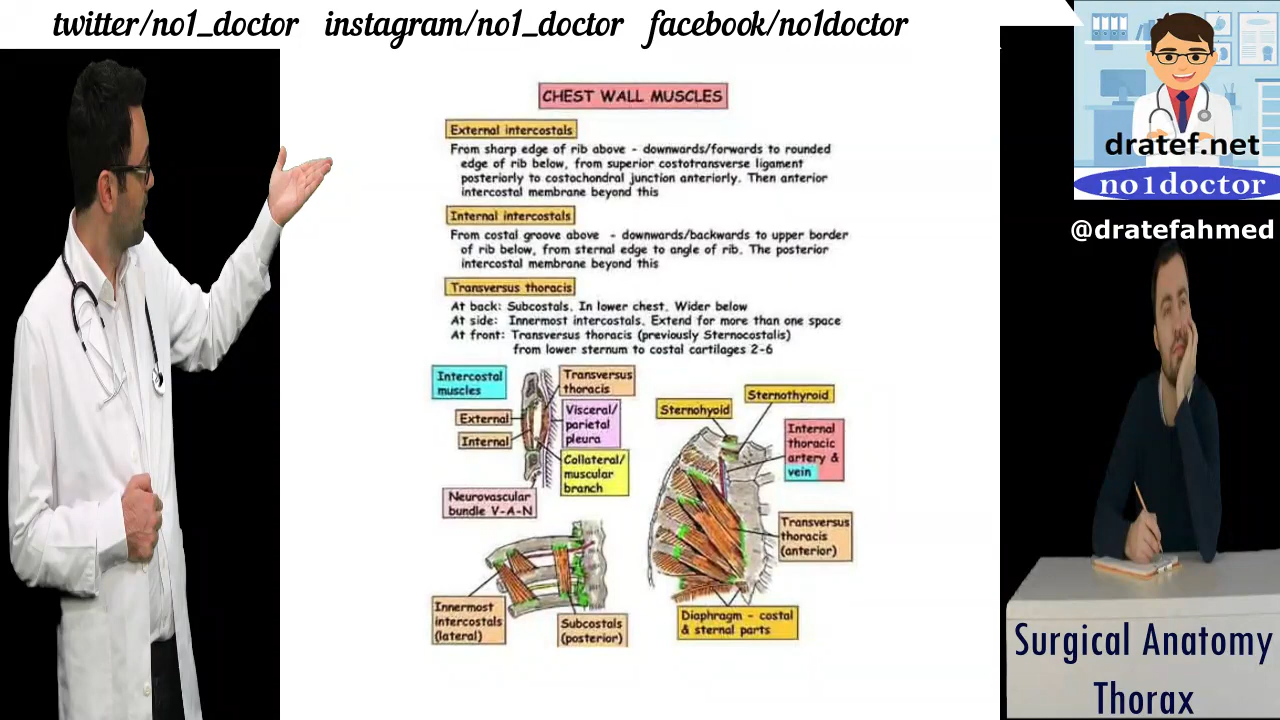 twitter/no1_doctor instagram/no1_doctor facebook/no1doctor
dratef.net
no1doctor
@dratefahmed
CHEST WALL MUSCLES
External intercostals
From sharp edge of rib above - downwards/forwards to rounded
edge of rib below, from superior costotransverse ligament
posteriorly to costochondral junction anteriorly. Then anterior
intercostal membrane beyond this
Internal intercostals
From costal groove above - downwards/backwards to upper border
of rib below, from sternal edge to angle of rib. The posterior
intercostal membrane beyond this
Transversus thoracis
At back: Subcostals. In lower chest. Wider below
At side: Innermost intercostals. Extend for more than one space
At front: Transversus thoracis (previously Sternocostalis)
from lower sternum to costal cartilages 2-6
Intercostal
muscles
Transversus
thoracis
External
Internal
Visceral/
parietal
pleura
Collateral/
muscular
branch
Neurovascular
bundle V-A-N
Sternohyoid
Sternothyroid
Internal
thoracic
artery &
vein
Transversus
thoracis
(anterior)
Innermost
intercostals
(lateral)
Subcostals
(posterior)
Diaphragm - costal
& sternal parts
Surgical Anatomy
Thorax